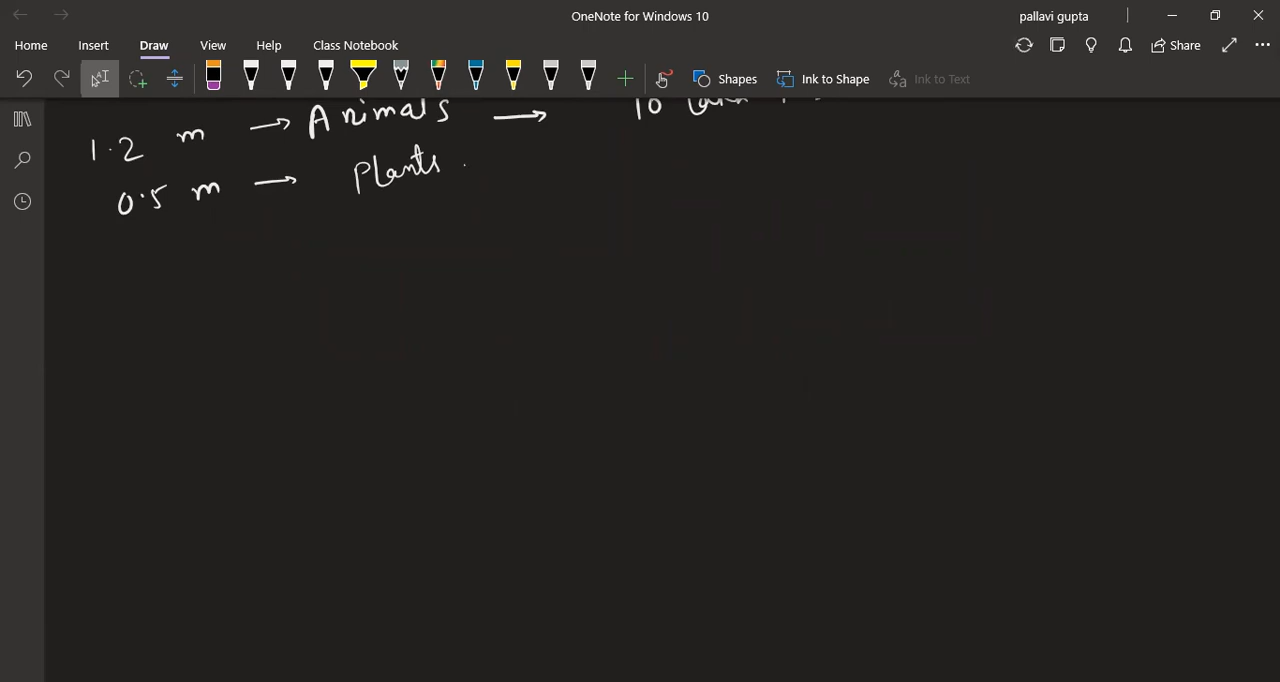 OneNote for Windows 10
pallavi gupta
Home Insert Draw View Help Class Notebook
Share
Shapes
Ink to Shape
Ink to Text
1.2 m → Animals → 10
0.5 m → Plants.